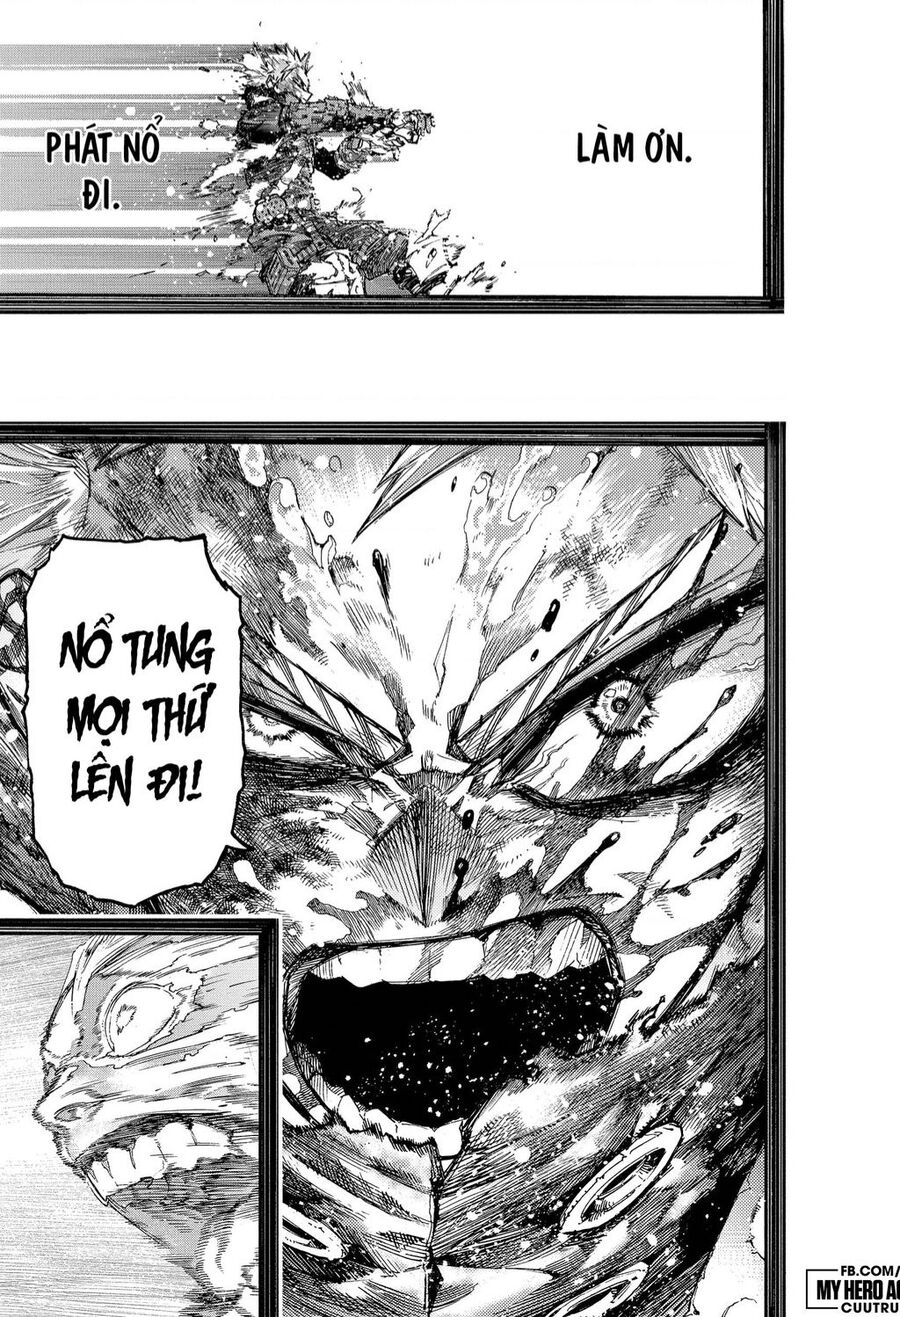 LÀM ƠN.
PHÁT NỔ
ĐI.
NỔ TUNG
MỌI THỨ
LÊN ĐI!
FB.COM/
MY HERO AC
CUUTRU